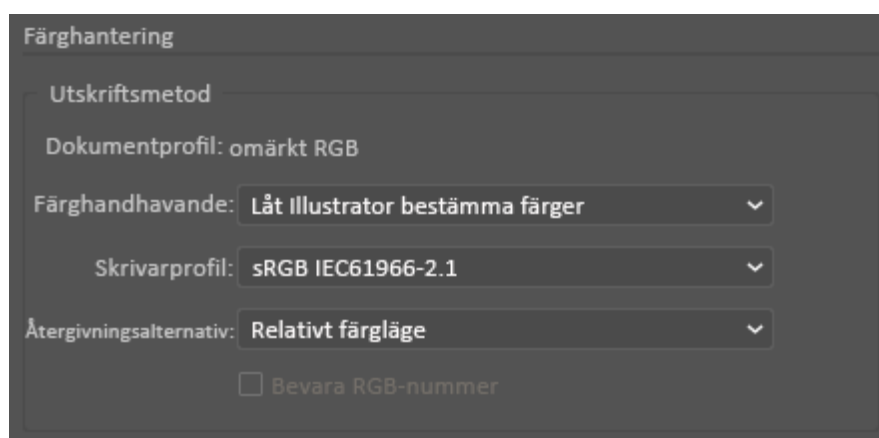 Färghantering
Utskriftsmetod
Dokumentprofil: omärkt RGB
Färghandhavande: Låt Illustrator bestämma färger
Skrivarprofil: sRGB IEC61966-2.1
Återgivningsalternativ: Relativt färgläge
Bevara RGB-nummer